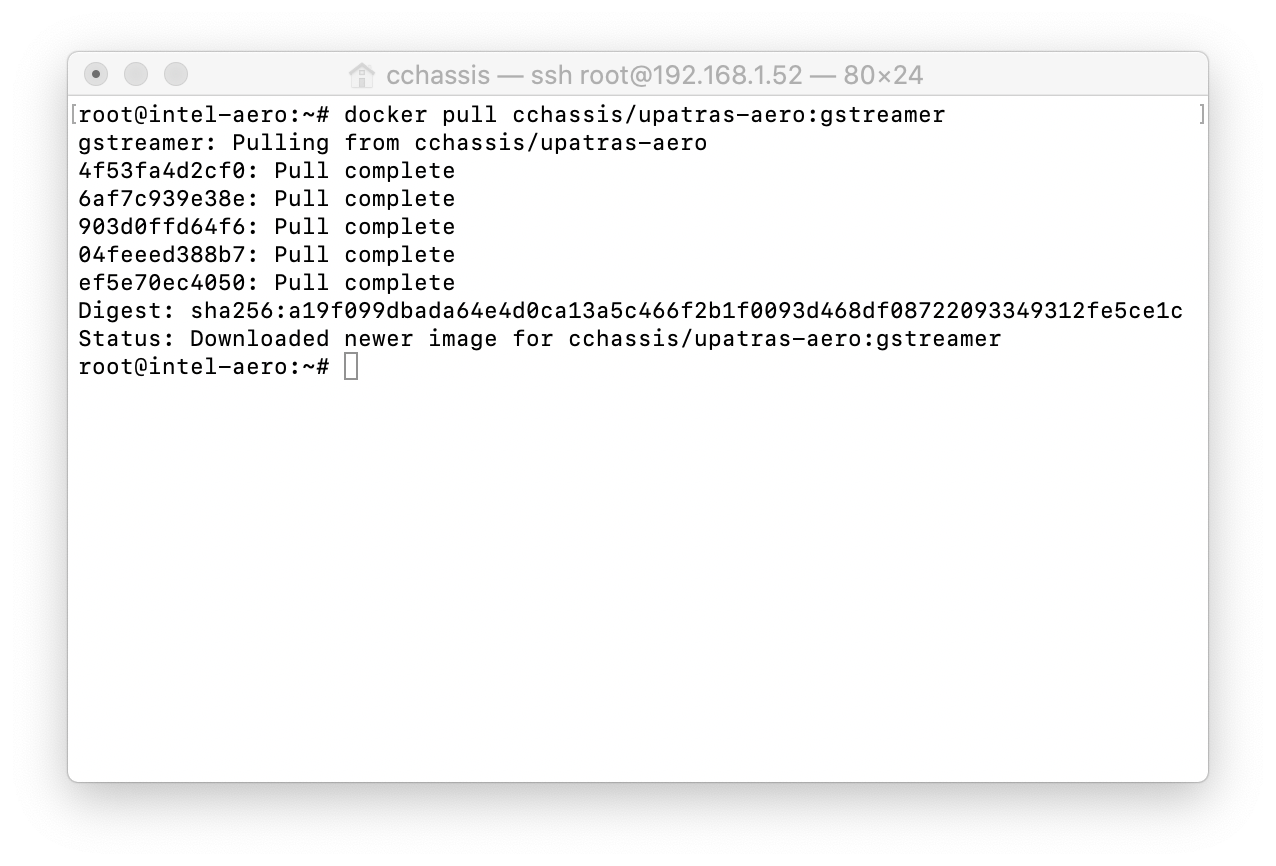 cchassis — ssh root@192.168.1.52 — 80×24
[root@intel-aero:~# docker pull cchassis/upatras-aero:gstreamer ]
gstreamer: Pulling from cchassis/upatras-aero
4f53fa4d2cf0: Pull complete
6af7c939e38e: Pull complete
903d0ffd64f6: Pull complete
04feeed388b7: Pull complete
ef5e70ec4050: Pull complete
Digest: sha256:a19f099dbada64e4d0ca13a5c466f2b1f0093d468df08722093349312fe5ce1c
Status: Downloaded newer image for cchassis/upatras-aero:gstreamer
root@intel-aero:~#